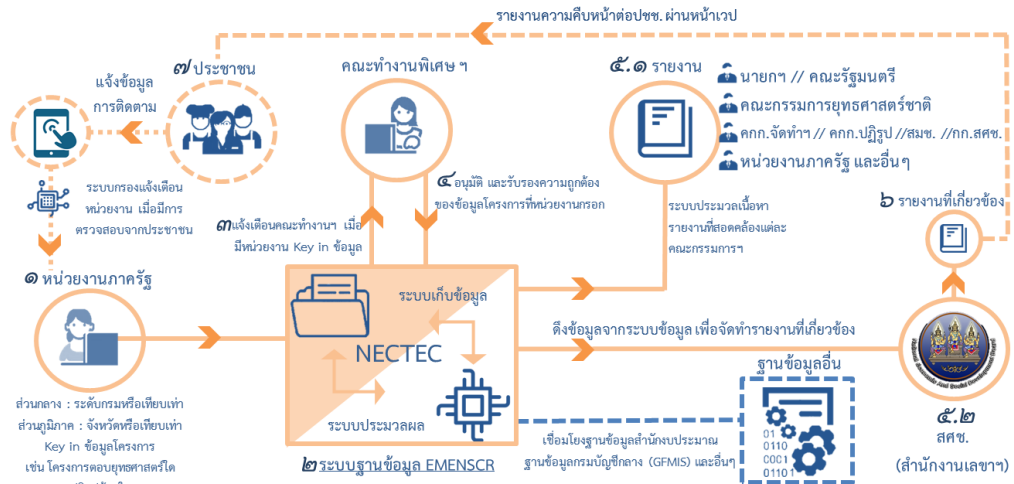 รายงานความคืบหน้าต่อปชช. ผ่านหน้าเวป
๗ ประชาชน
แจ้งข้อมูล
การติดตาม
คณะทำงานพิเศษ ฯ
๕.๑ รายงาน
นายกฯ // คณะรัฐมนตรี
คณะกรรมการยุทธศาสตร์ชาติ
คกก.จัดทำฯ // คกก.ปฏิรูป //สมช. //กก.สศช.
หน่วยงานภาครัฐ และอื่นๆ
ระบบกรองแจ้งเตือน
หน่วยงาน เมื่อมีการ
ตรวจสอบจากประชาชน
๓แจ้งเตือนคณะทำงานฯ เมื่อ
มีหน่วยงาน Key in ข้อมูล
๔ อนุมัติ และรับรองความถูกต้อง
ของข้อมูลโครงการที่หน่วยงานกรอก
ระบบประมวลเนื้อหา
รายงานที่สอดคล้องแต่ละ
คณะกรรมการฯ
๖ รายงานที่เกี่ยวข้อง
๑ หน่วยงานภาครัฐ
ระบบเก็บข้อมูล
NECTEC
ระบบประมวลผล
๒ ระบบฐานข้อมูล EMENSCR
ดึงข้อมูลจากระบบข้อมูล เพื่อจัดทำรายงานที่เกี่ยวข้อง
ฐานข้อมูลอื่น
01
0110
COC1
01101
เชื่อมโยงฐานข้อมูลสำนักงบประมาณ
ฐานข้อมูลกรมบัญชีกลาง (GFMIS) และอื่นๆ
๕.๒
สศช.
(สำนักงานเลขาฯ)
ส่วนกลาง : ระดับกรมหรือเทียบเท่า
ส่วนภูมิภาค : จังหวัดหรือเทียบเท่า
Key in ข้อมูลโครงการ
เช่น โครงการตอบยุทธศาสตร์ใด